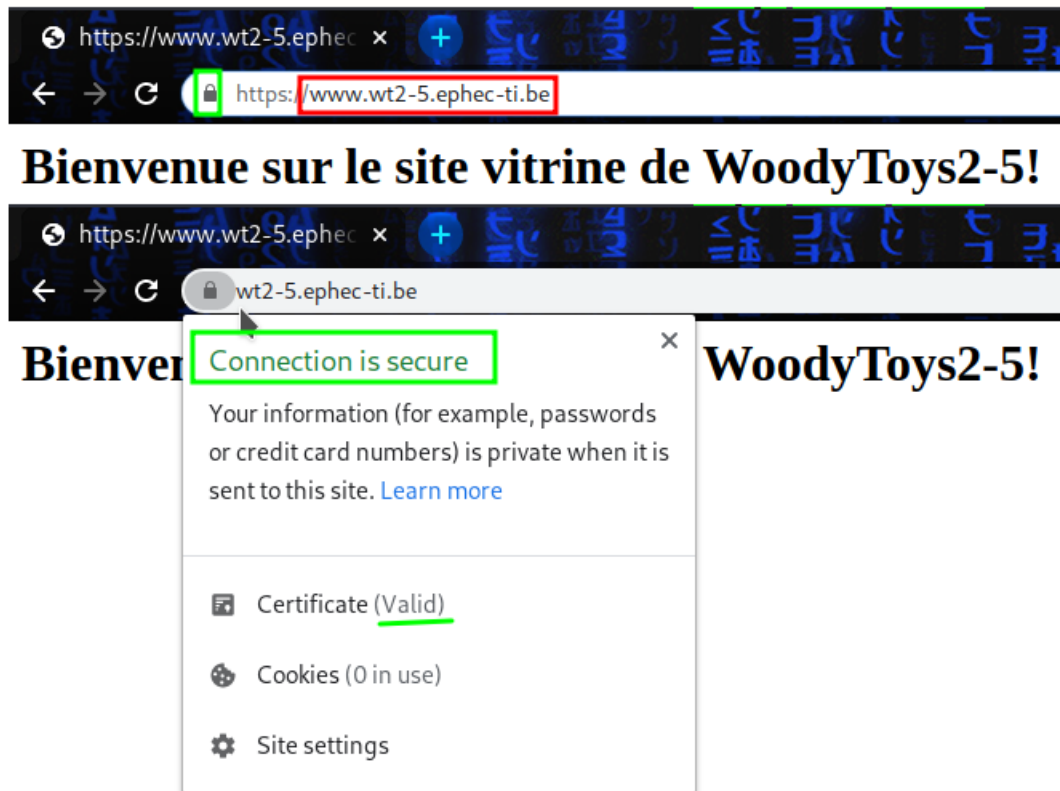 https://www.wt2-5.ephec
https://www.wt2-5.ephec-ti.be
Bienvenue sur le site vitrine de WoodyToys2-5!
https://www.wt2-5.ephec
wt2-5.ephec-ti.be
Bienven WoodyToys2-5!
Connection is secure
Your information (for example, passwords
or credit card numbers) is private when it is
sent to this site. Learn more
Certificate (Valid)
Cookies (0 in use)
Site settings